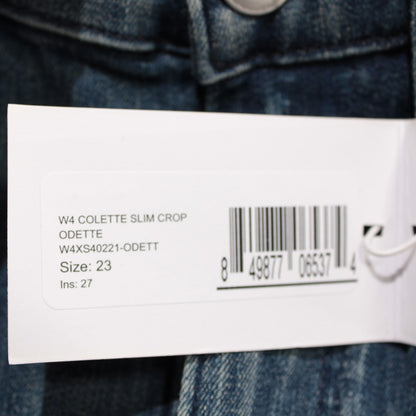 W4 COLETTE SLIM CROP
ODETTE
W4XS40221-ODETT
Size: 23
Ins: 27
8 49877 06537 4